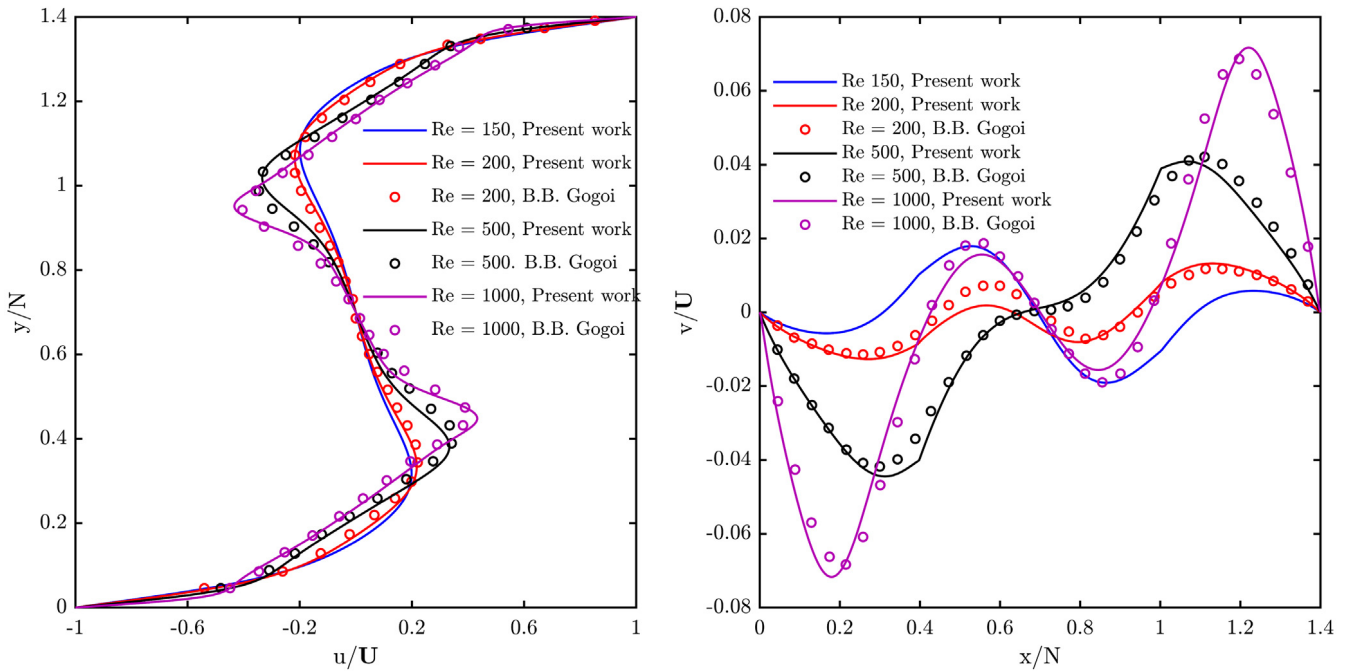 1.4
1.2
1
0.8
0.6
0.4
0.2
0
y/N
-1
-0.6
-0.2
0.2
0.6
1
u/U
Re = 150, Present work
Re = 200, Present work
Re = 200, B.B. Gogoi
Re = 500, Present work
Re = 500. B.B. Gogoi
Re = 1000, Present work
Re = 1000, B.B. Gogoi
0.08
0.06
0.04
0.02
0
-0.02
-0.04
-0.06
-0.08
v/U
0
0.2
0.4
0.6
0.8
1
1.2
1.4
x/N
Re 150, Present work
Re 200, Present work
Re = 200, B.B. Gogoi
Re 500, Present work
Re = 500, B.B. Gogoi
Re = 1000, Present work
Re = 1000, B.B. Gogoi